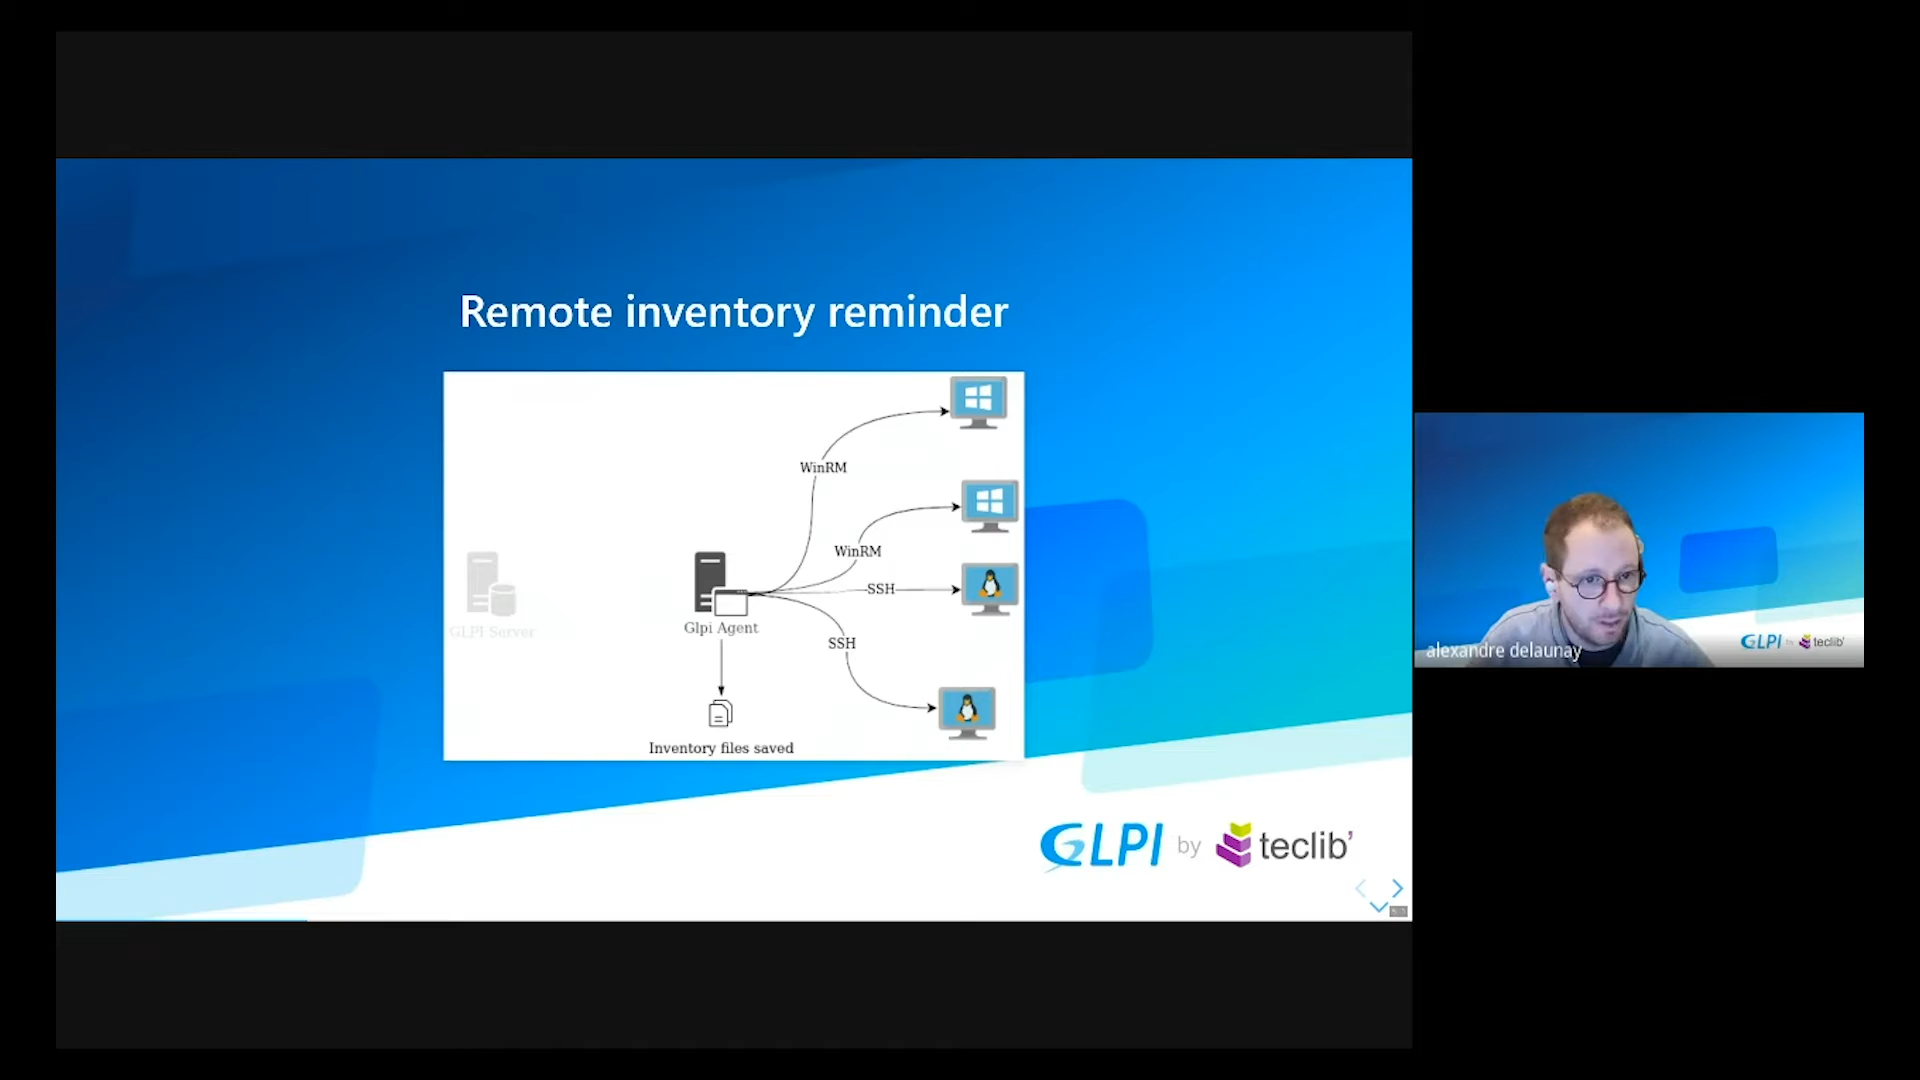 Remote inventory reminder
WinRM
WinRM
SSH
GLPI Server
Glpi Agent
SSH
Inventory files saved
GLPI by teclib'
alexandre delaunay
GLPI by teclib'